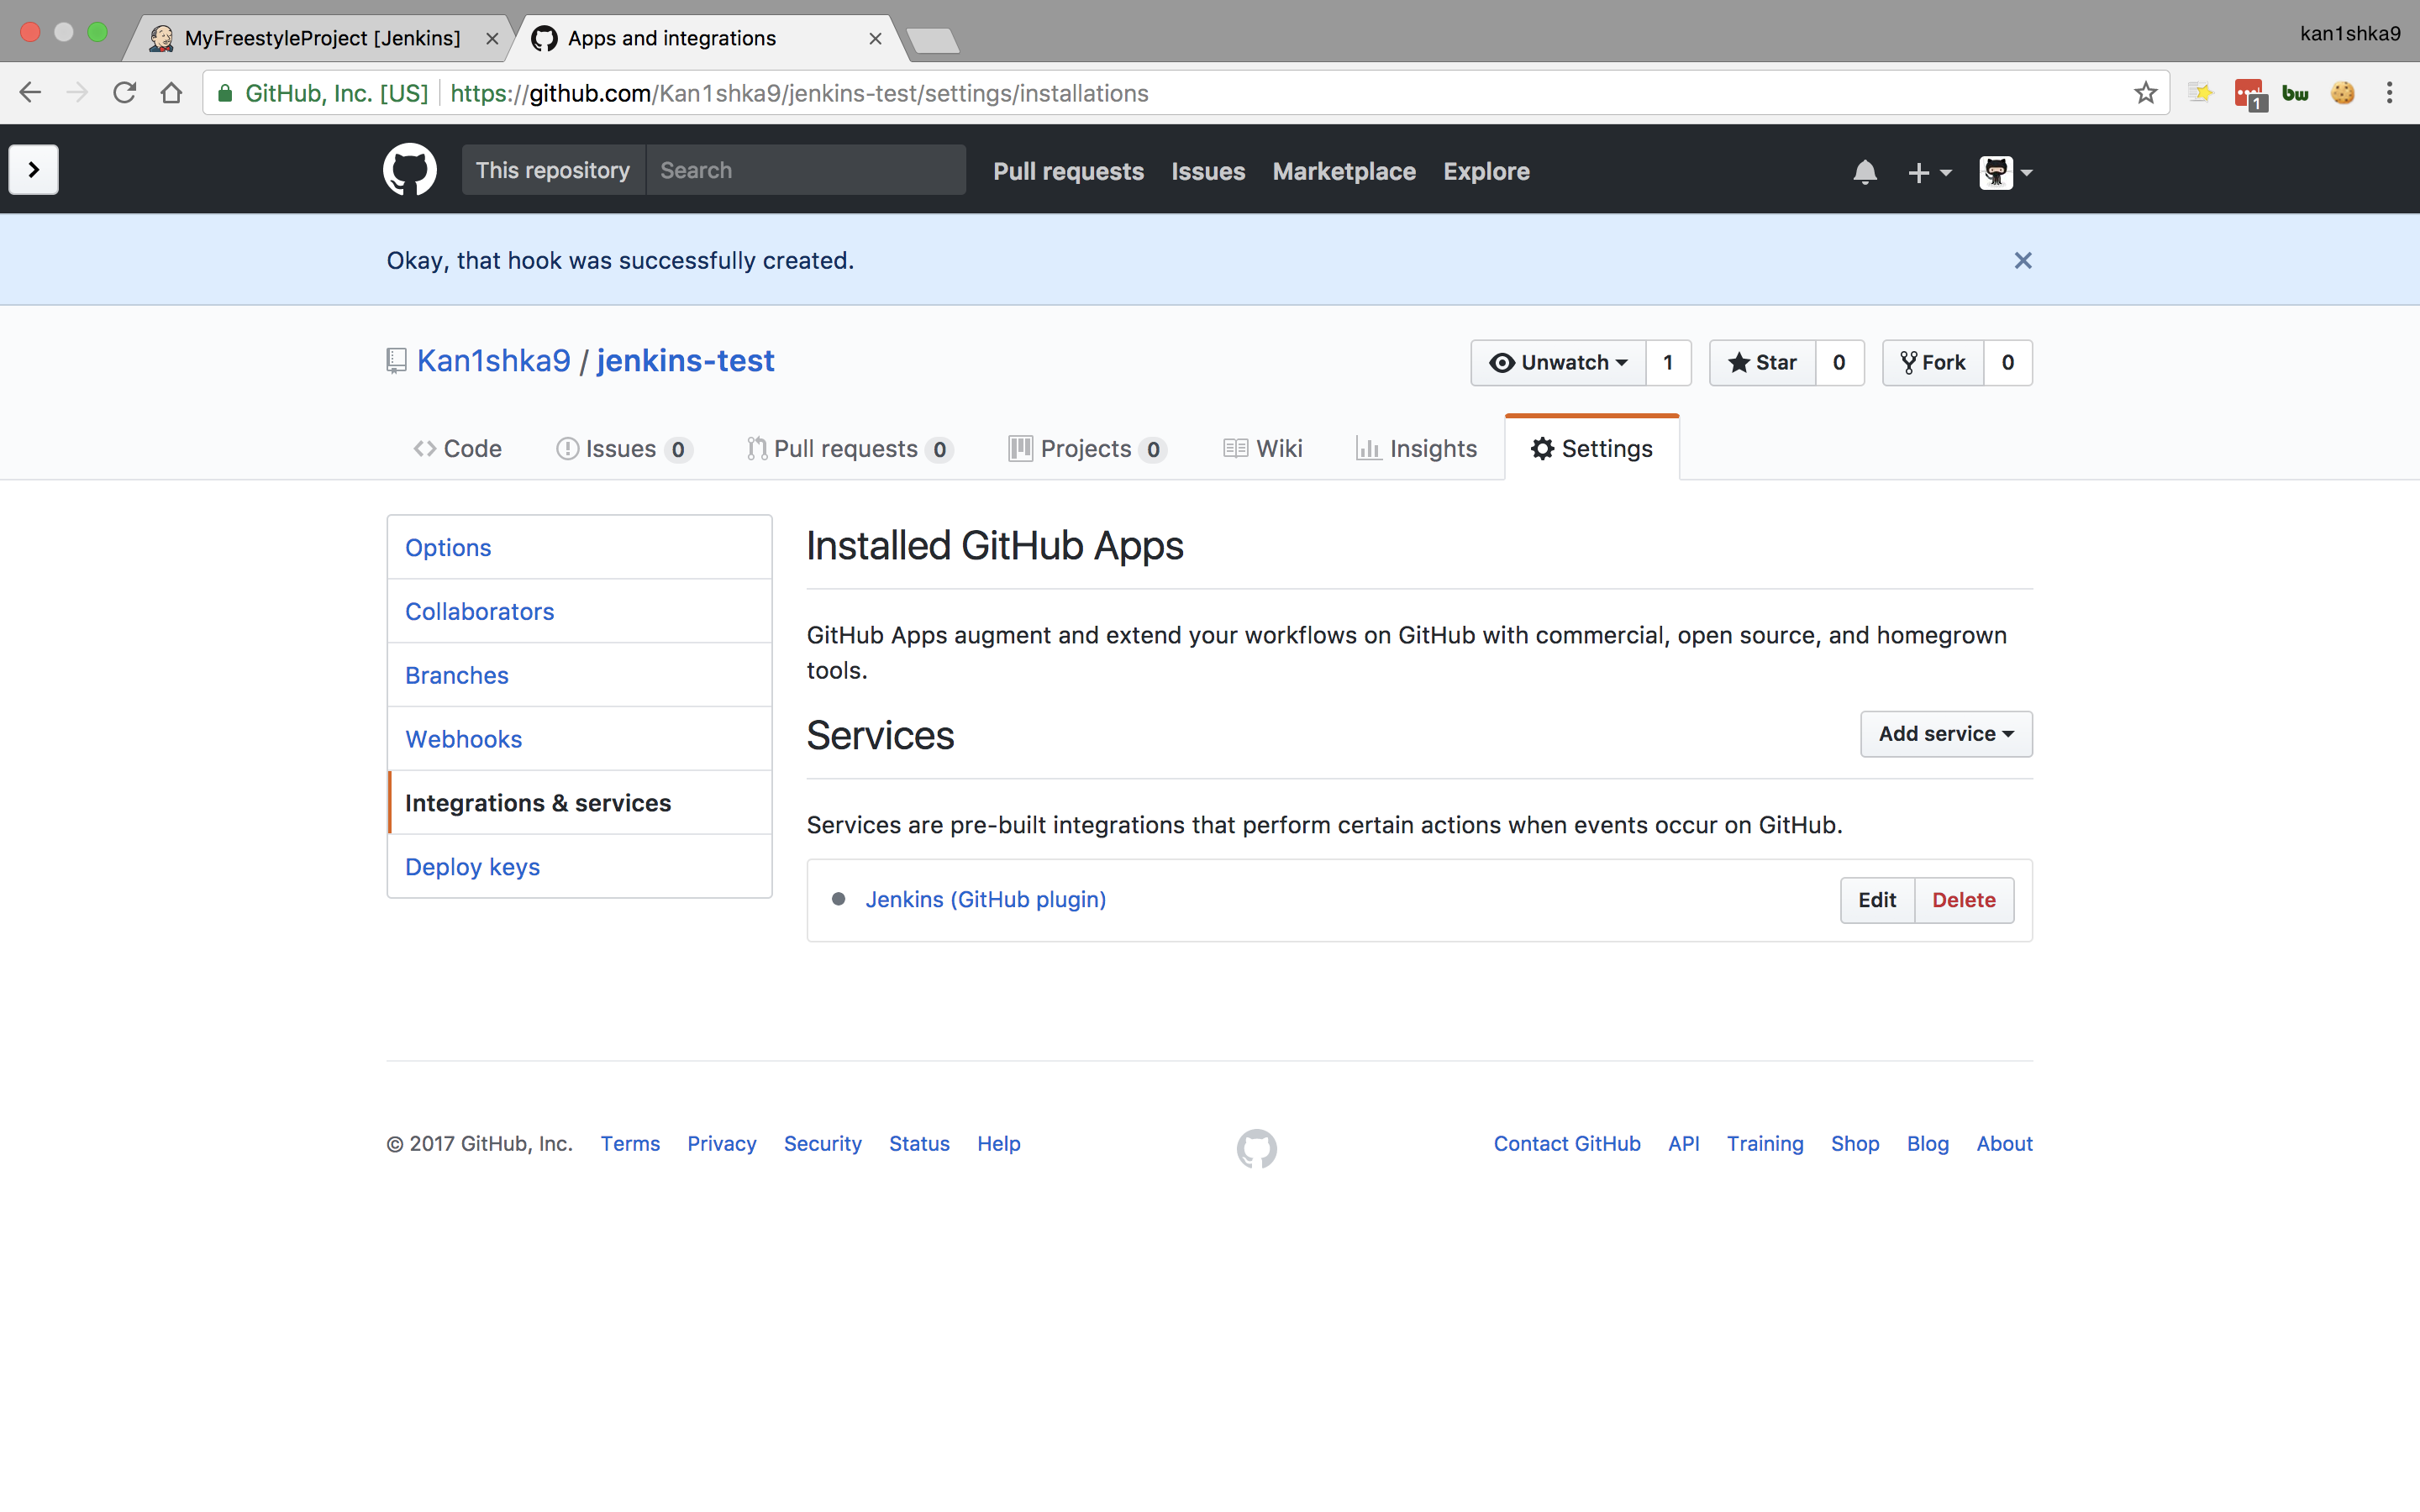 MyFreestyleProject [Jenkins]
Apps and integrations
kan1shka9
GitHub, Inc. [US]
https://github.com/Kan1shka9/jenkins-test/settings/installations
1
bw
This repository
Search
Pull requests
Issues
Marketplace
Explore
Okay, that hook was successfully created.
Kan1shka9 / jenkins-test
Unwatch 1
Star 0
Fork 0
Code
Issues 0
Pull requests 0
Projects 0
Wiki
Insights
Settings
Options
Collaborators
Branches
Webhooks
Integrations & services
Deploy keys
Installed GitHub Apps
GitHub Apps augment and extend your workflows on GitHub with commercial, open source, and homegrown
tools.
Services
Add service
Services are pre-built integrations that perform certain actions when events occur on GitHub.
Jenkins (GitHub plugin)
Edit
Delete
© 2017 GitHub, Inc.
Terms
Privacy
Security
Status
Help
Contact GitHub
API
Training
Shop
Blog
About